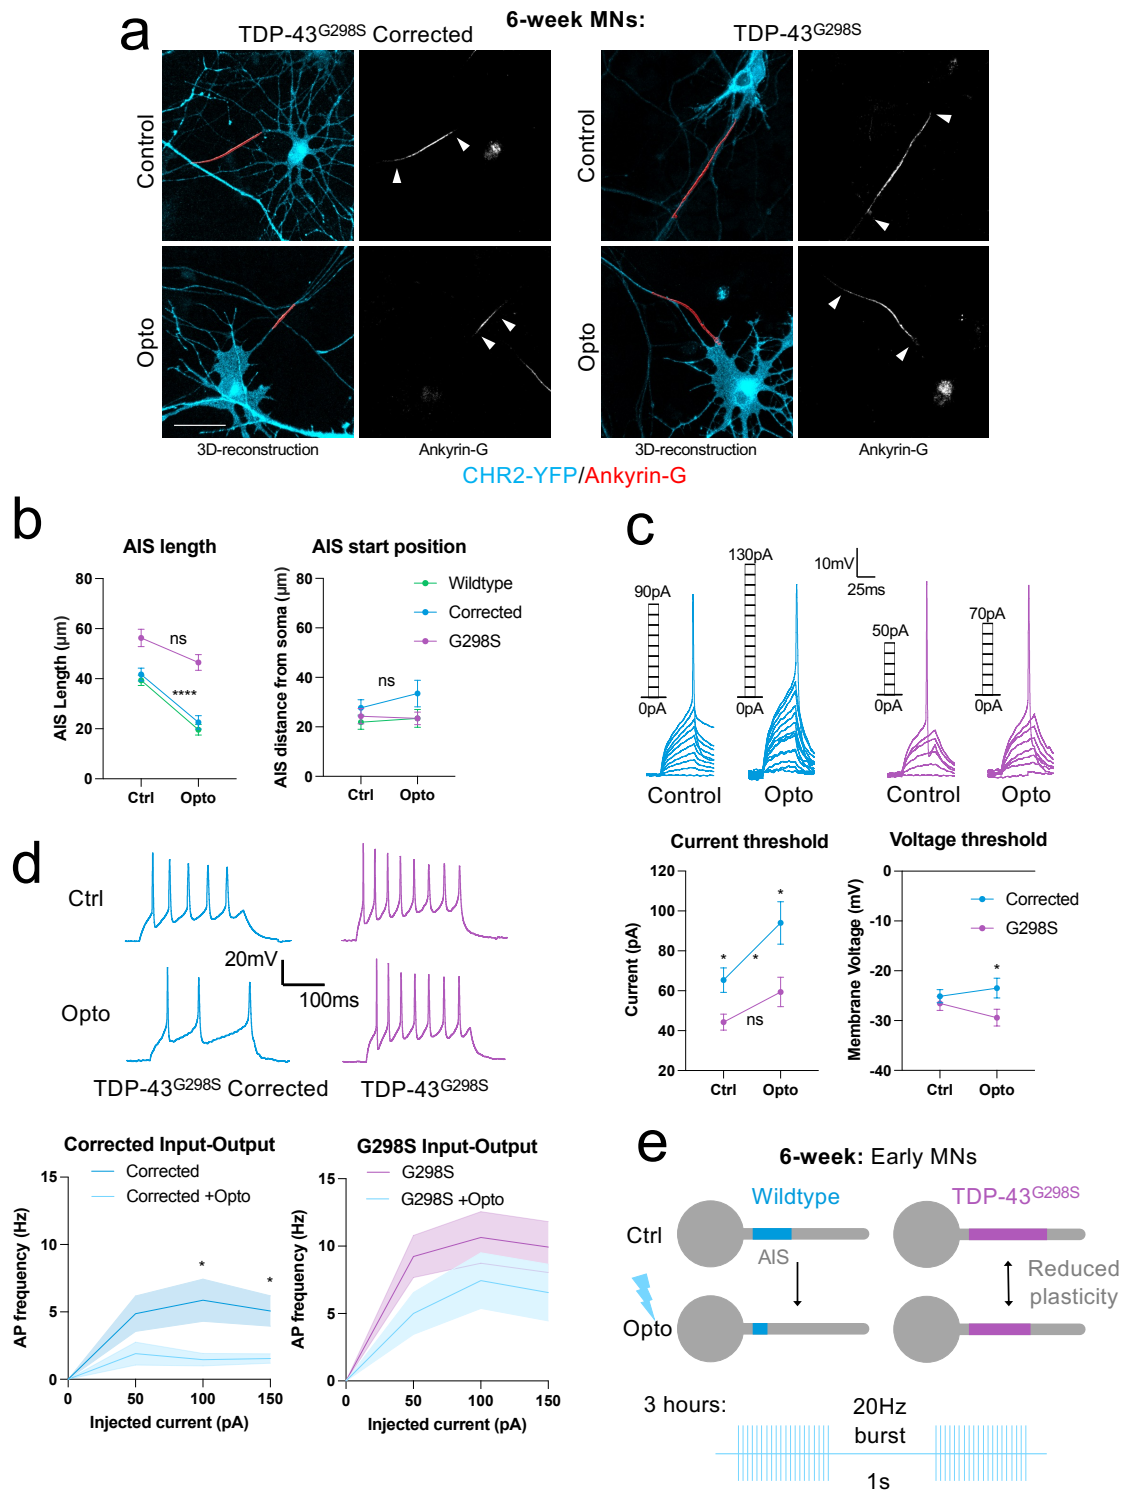 a
6-week MNs:
TDP-43G298S Corrected
TDP-43G298S
Control
Control
Opto
Opto
3D-reconstruction
Ankyrin-G
3D-reconstruction
Ankyrin-G
CHR2-YFP/Ankyrin-G
b
AIS length
AIS Length (µm)
80
60
40
20
0
ns
****
Ctrl
Opto
AIS start position
AIS distance from soma (µm)
80
60
40
20
0
Wildtype
Corrected
G298S
ns
Ctrl
Opto
c
90pA
0pA
130pA
0pA
10mV
25ms
50pA
0pA
70pA
0pA
Control
Opto
Control
Opto
Current threshold
Current (pA)
120
100
80
60
40
20
*
*
*
ns
Ctrl
Opto
Voltage threshold
Membrane Voltage (mV)
0
-10
-20
-30
-40
Corrected
G298S
*
Ctrl
Opto
d
Ctrl
20mV
100ms
Opto
TDP-43G298S Corrected
TDP-43G298S
Corrected Input-Output
Corrected
Corrected +Opto
AP frequency (Hz)
15
10
5
0
*
*
0
50
100
150
Injected current (pA)
G298S Input-Output
G298S
G298S +Opto
AP frequency (Hz)
15
10
5
0
0
50
100
150
Injected current (pA)
e
6-week: Early MNs
Wildtype
TDP-43G298S
Ctrl
AIS
Reduced
plasticity
Opto
3 hours:
20Hz
burst
1s